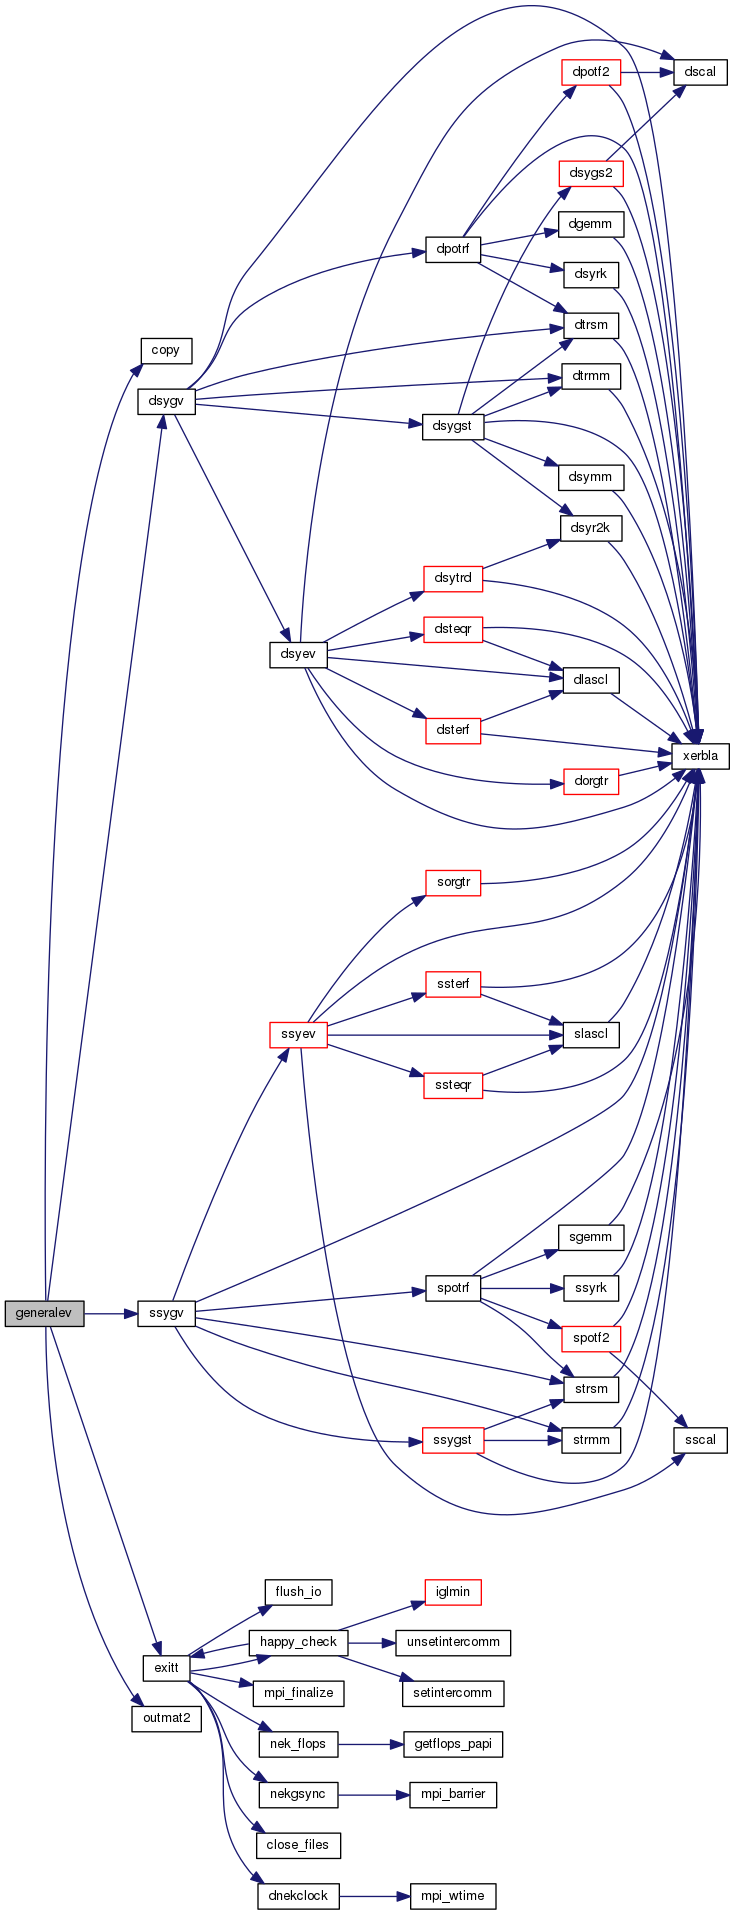 dpotf2
dscal
dsygs2
dgemm
dpotrf
dsyrk
dtrsm
copy
dtrmm
dsygv
dsygst
dsymm
dsyr2k
dsytrd
dsteqr
dsyev
dlascl
dsterf
xerbla
dorgtr
sorgtr
ssterf
ssyev
slascl
ssteqr
sgemm
spotrf
ssyrk
generalev
ssygv
spotf2
strsm
ssygst
strmm
sscal
flush_io
iglmin
happy_check
unsetintercomm
exitt
mpi_finalize
setintercomm
outmat2
nek_flops
getflops_papi
nekgsync
mpi_barrier
close_files
dnekclock
mpi_wtime